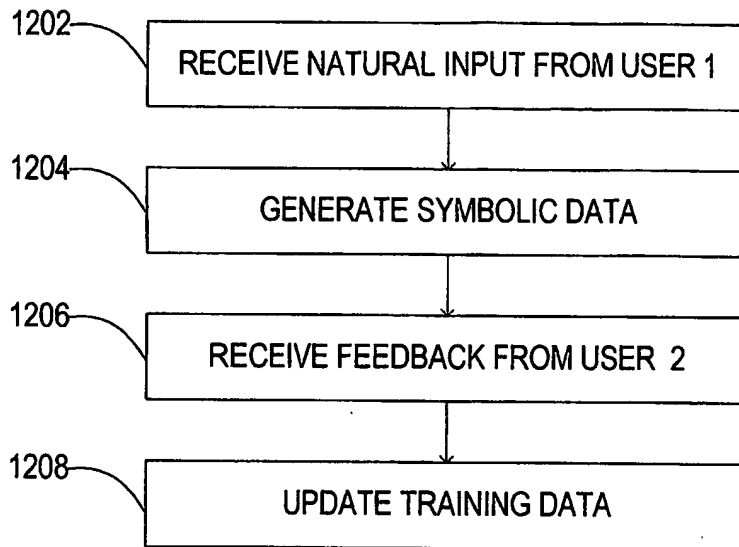 1202
RECEIVE NATURAL INPUT FROM USER 1
1204
GENERATE SYMBOLIC DATA
1206
RECEIVE FEEDBACK FROM USER 2
1208
UPDATE TRAINING DATA